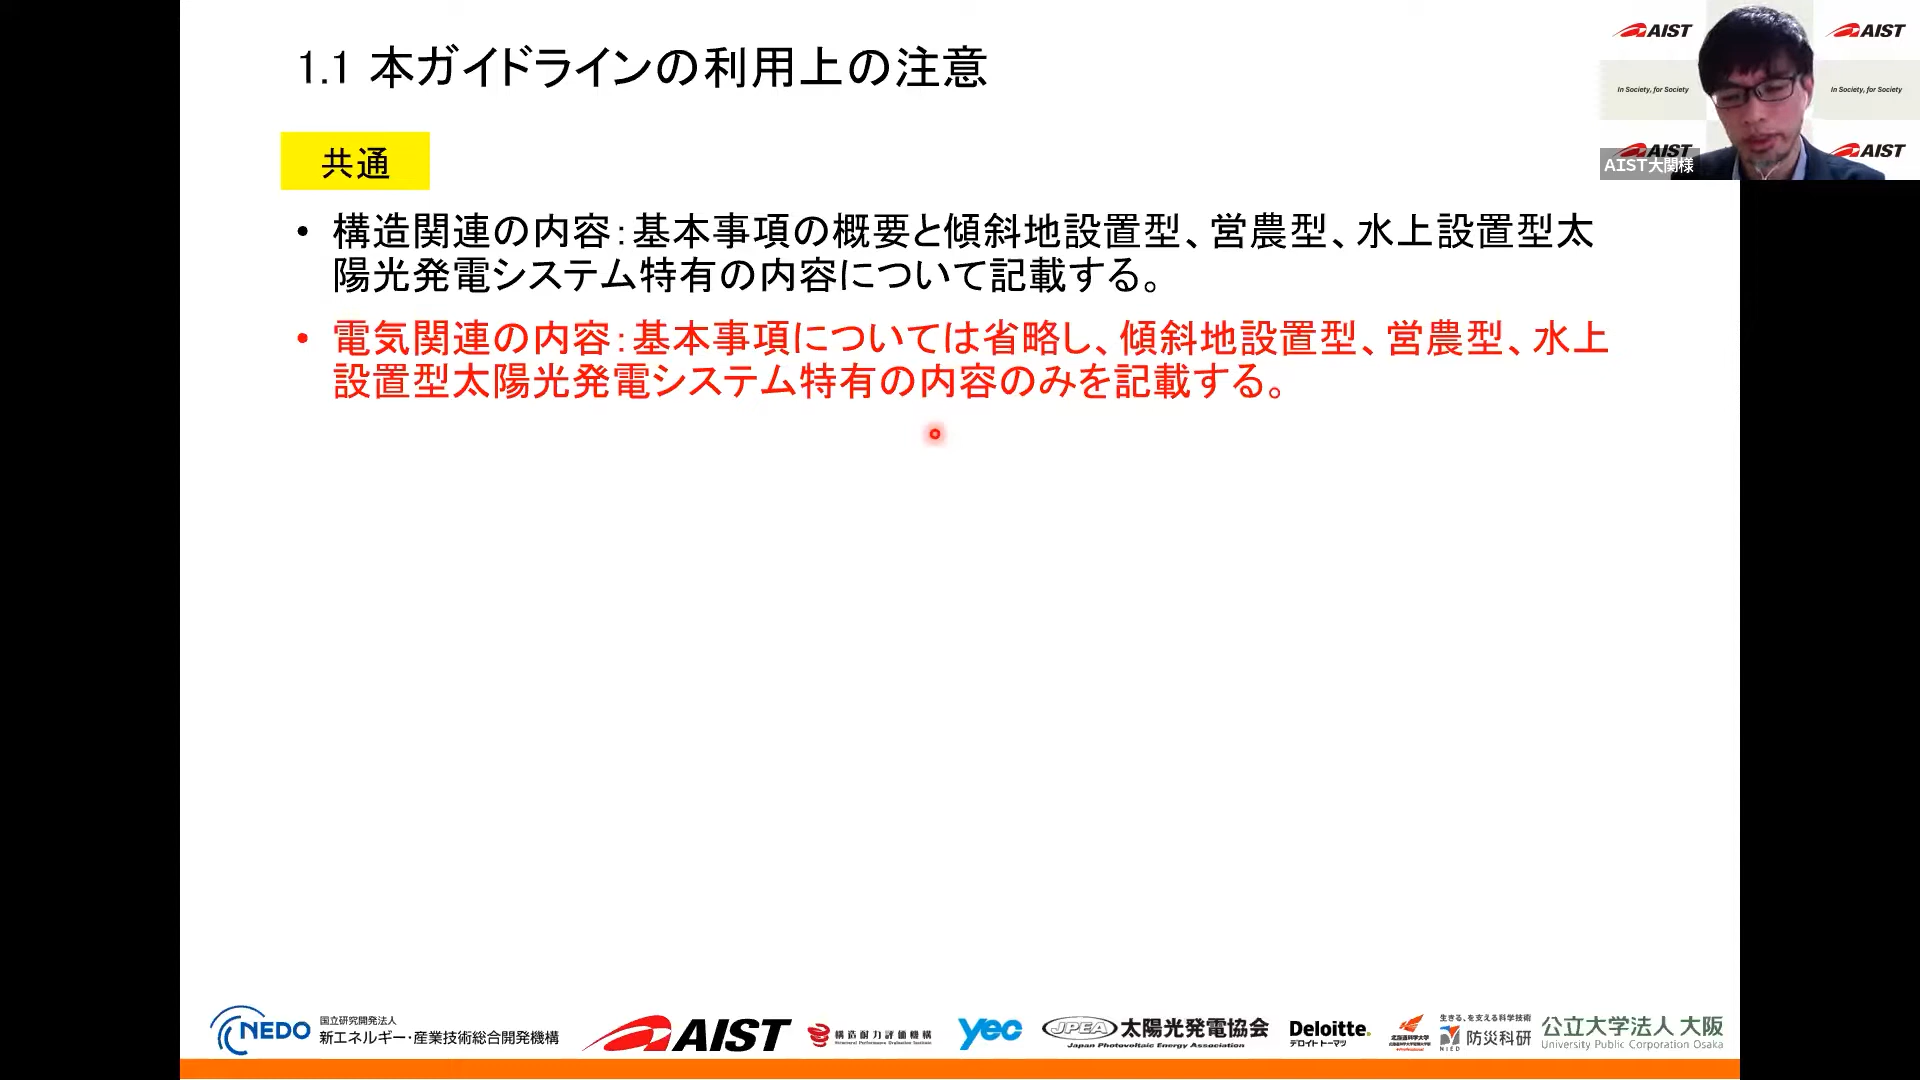 1.1 本ガイドラインの利用上の注意
共通
• 構造関連の内容：基本事項の概要と傾斜地設置型、営農型、水上設置型太
陽光発電システム特有の内容について記載する。
• 電気関連の内容：基本事項については省略し、傾斜地設置型、営農型、水上
設置型太陽光発電システム特有の内容のみを記載する。
AIST
AIST
In Society, for Society
In Society, for Society
AIST
AIST
AIST大関様
NEDO
国立研究開発法人
新エネルギー・産業技術総合開発機構
AIST
構造耐力評価機構
yec
JPEA 太陽光発電協会
Japan Photovoltaic Energy Association
Deloitte.
デロイト トーマツ
北海道科学大学
生きる、を支える科学技術
防災科研
NIED
公立大学法人 大阪
University Public Corporation Osaka